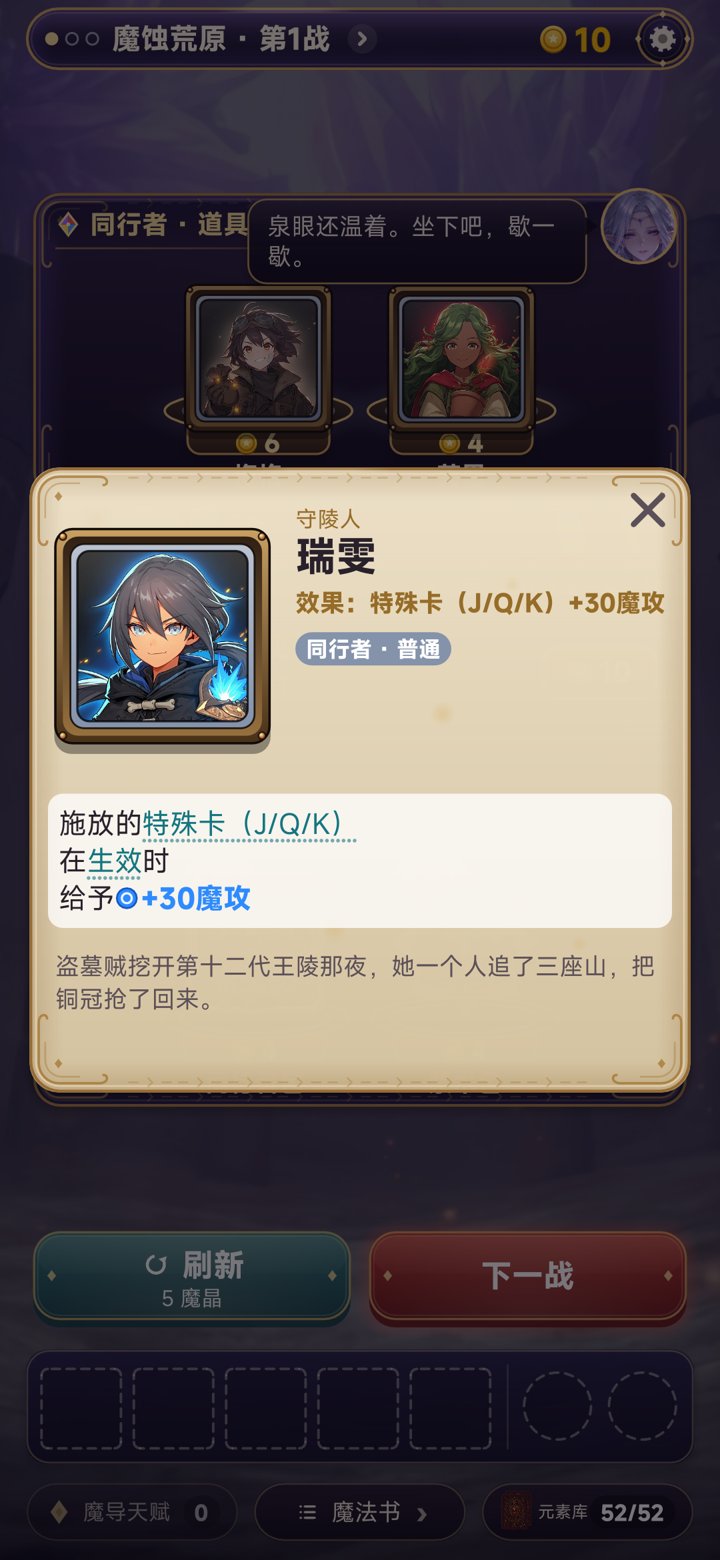 魔蚀荒原·第1战
10
同行者·道具
泉眼还温着。坐下吧，歇一
歇。
6
4
守陵人
瑞雯
效果：特殊卡（J/Q/K）+30魔攻
同行者·普通
施放的特殊卡（J/Q/K）
在生效时
给予+30魔攻
盗墓贼挖开第十二代王陵那夜，她一个人追了三座山，把
铜冠抢了回来。
刷新
5 魔晶
下一战
魔导天赋 0
魔法书
元素库 52/52